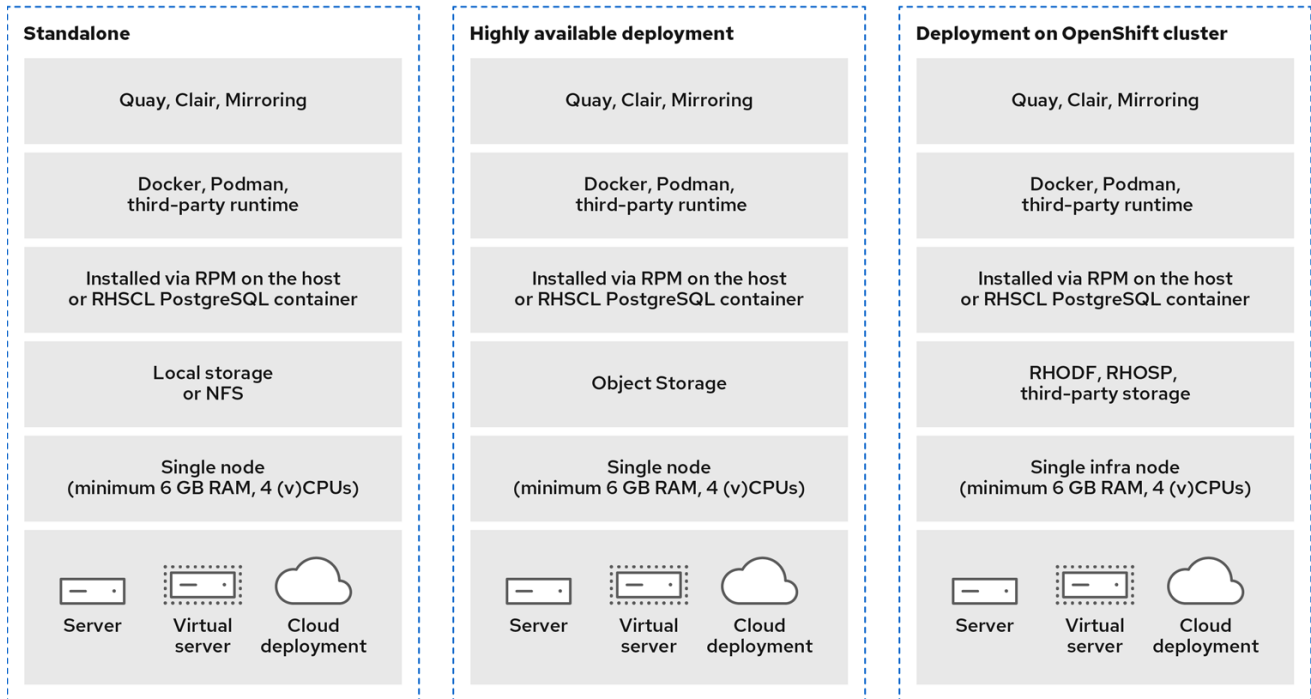 Standalone
Quay, Clair, Mirroring
Docker, Podman,
third-party runtime
Installed via RPM on the host
or RHSCL PostgreSQL container
Local storage
or NFS
Single node
(minimum 6 GB RAM, 4 (v)CPUs)
Server
Virtual
server
Cloud
deployment
Highly available deployment
Quay, Clair, Mirroring
Docker, Podman,
third-party runtime
Installed via RPM on the host
or RHSCL PostgreSQL container
Object Storage
Single node
(minimum 6 GB RAM, 4 (v)CPUs)
Server
Virtual
server
Cloud
deployment
Deployment on OpenShift cluster
Quay, Clair, Mirroring
Docker, Podman,
third-party runtime
Installed via RPM on the host
or RHSCL PostgreSQL container
RHODF, RHOSP,
third-party storage
Single infra node
(minimum 6 GB RAM, 4 (v)CPUs)
Server
Virtual
server
Cloud
deployment